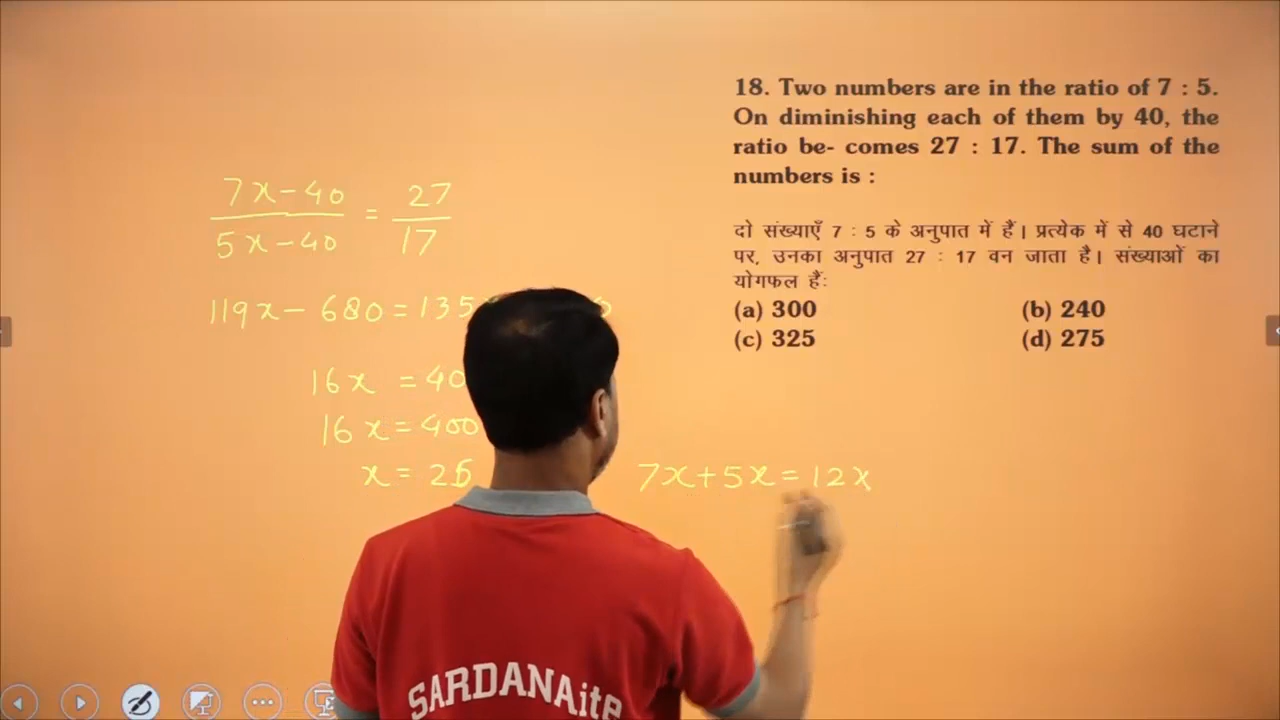 18. Two numbers are in the ratio of 7 : 5.
On diminishing each of them by 40, the
ratio be- comes 27 : 17. The sum of the
numbers is :
दो संख्याएँ 7 : 5 के अनुपात में हैं। प्रत्येक में से 40 घटाने
पर, उनका अनुपात 27 : 17 वन जाता है। संख्याओं का
योगफल हैंः
(a) 300 (b) 240
(c) 325 (d) 275
7x-40 / 5x-40 = 27 / 17
119x - 680 = 135
16x = 40
16x = 400
x = 25
7x+5x=12x
SARDANAite